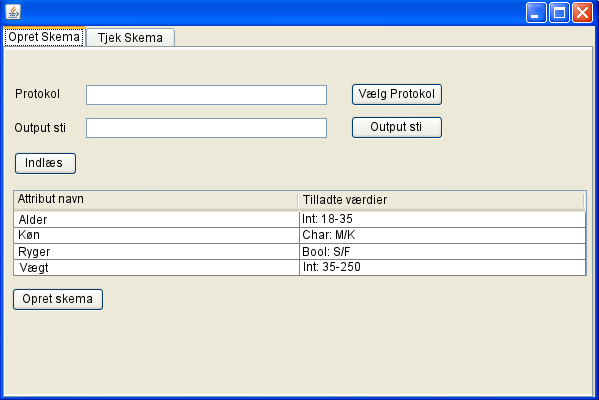 Opret Skema Tjek Skema
Protokol Vælg Protokol
Output sti Output sti
Indlæs
Attribut navn Tilladte værdier
Alder Int: 18-35
Køn Char: M/K
Ryger Bool: S/F
Vægt Int: 35-250
Opret skema